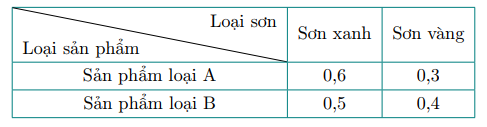 Loại sơn
Loại sản phẩm
Sơn xanh Sơn vàng
Sản phẩm loại A 0,6 0,3
Sản phẩm loại B 0,5 0,4